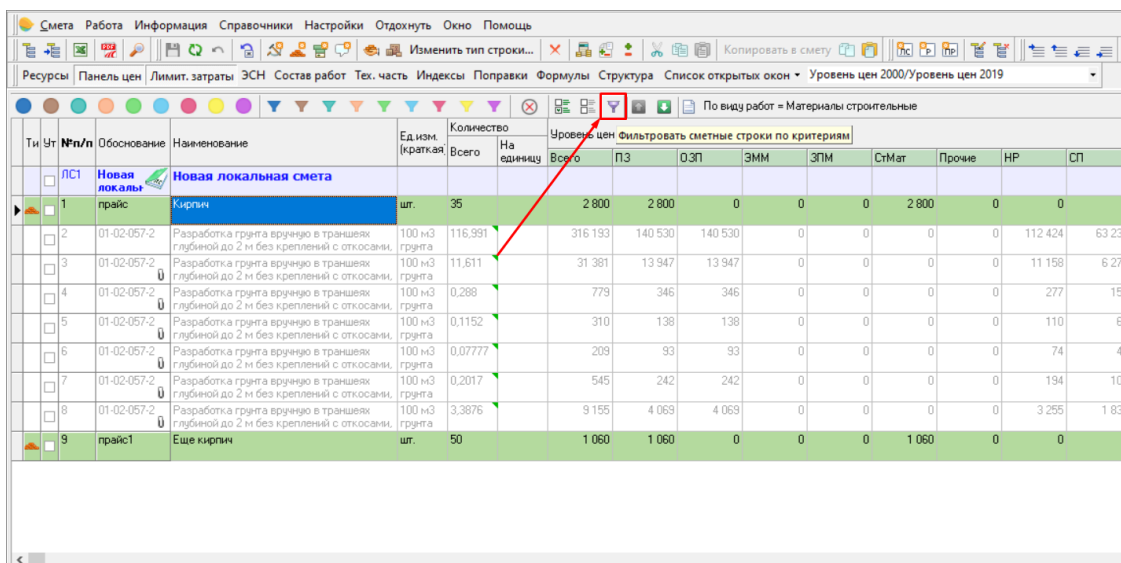 Смета Работа Информация Справочники Настройки Отдохнуть Окно Помощь
Изменить тип строки... Копировать в смету ЛС ПР НР
Ресурсы Панель цен Лимит. затраты ЭСН Состав работ Тех. часть Индексы Поправки Формулы Структура Список открытых окон Уровень цен 2000/Уровень цен 2019
По виду работ = Материалы строительные
Ти Ут №п/п Обоснование Наименование Ед.изм. (краткая Количество Всего На единицу Уровень цен Всего ПЗ ОЗП ЭММ ЗПМ СтМат Прочие НР СП
Фильтровать сметные строки по критериям
ЛС1 Новая локальн Новая локальная смета
1 прайс Кирпич шт. 35 2 800 2 800 0 0 0 2 800 0 0
2 01-02-057-2 Разработка грунта вручную в траншеях глубиной до 2 м без креплений с откосами, 100 м3 грунта 116,991 316 193 140 530 140 530 0 0 0 0 112 424 63 23
3 01-02-057-2 Разработка грунта вручную в траншеях глубиной до 2 м без креплений с откосами, 100 м3 грунта 11,611 31 381 13 947 13 947 0 0 0 0 11 158 6 27
4 01-02-057-2 Разработка грунта вручную в траншеях глубиной до 2 м без креплений с откосами, 100 м3 грунта 0,288 779 346 346 0 0 0 0 277 15
5 01-02-057-2 Разработка грунта вручную в траншеях глубиной до 2 м без креплений с откосами, 100 м3 грунта 0,1152 310 138 138 0 0 0 0 110
6 01-02-057-2 Разработка грунта вручную в траншеях глубиной до 2 м без креплений с откосами, 100 м3 грунта 0,07777 209 93 93 0 0 0 0 74
7 01-02-057-2 Разработка грунта вручную в траншеях глубиной до 2 м без креплений с откосами, 100 м3 грунта 0,2017 545 242 242 0 0 0 0 194 10
8 01-02-057-2 Разработка грунта вручную в траншеях глубиной до 2 м без креплений с откосами, 100 м3 грунта 3,3876 9 155 4 069 4 069 0 0 0 0 3 255 1 83
9 прайс1 Еще кирпич шт. 50 1 060 1 060 0 0 0 1 060 0 0